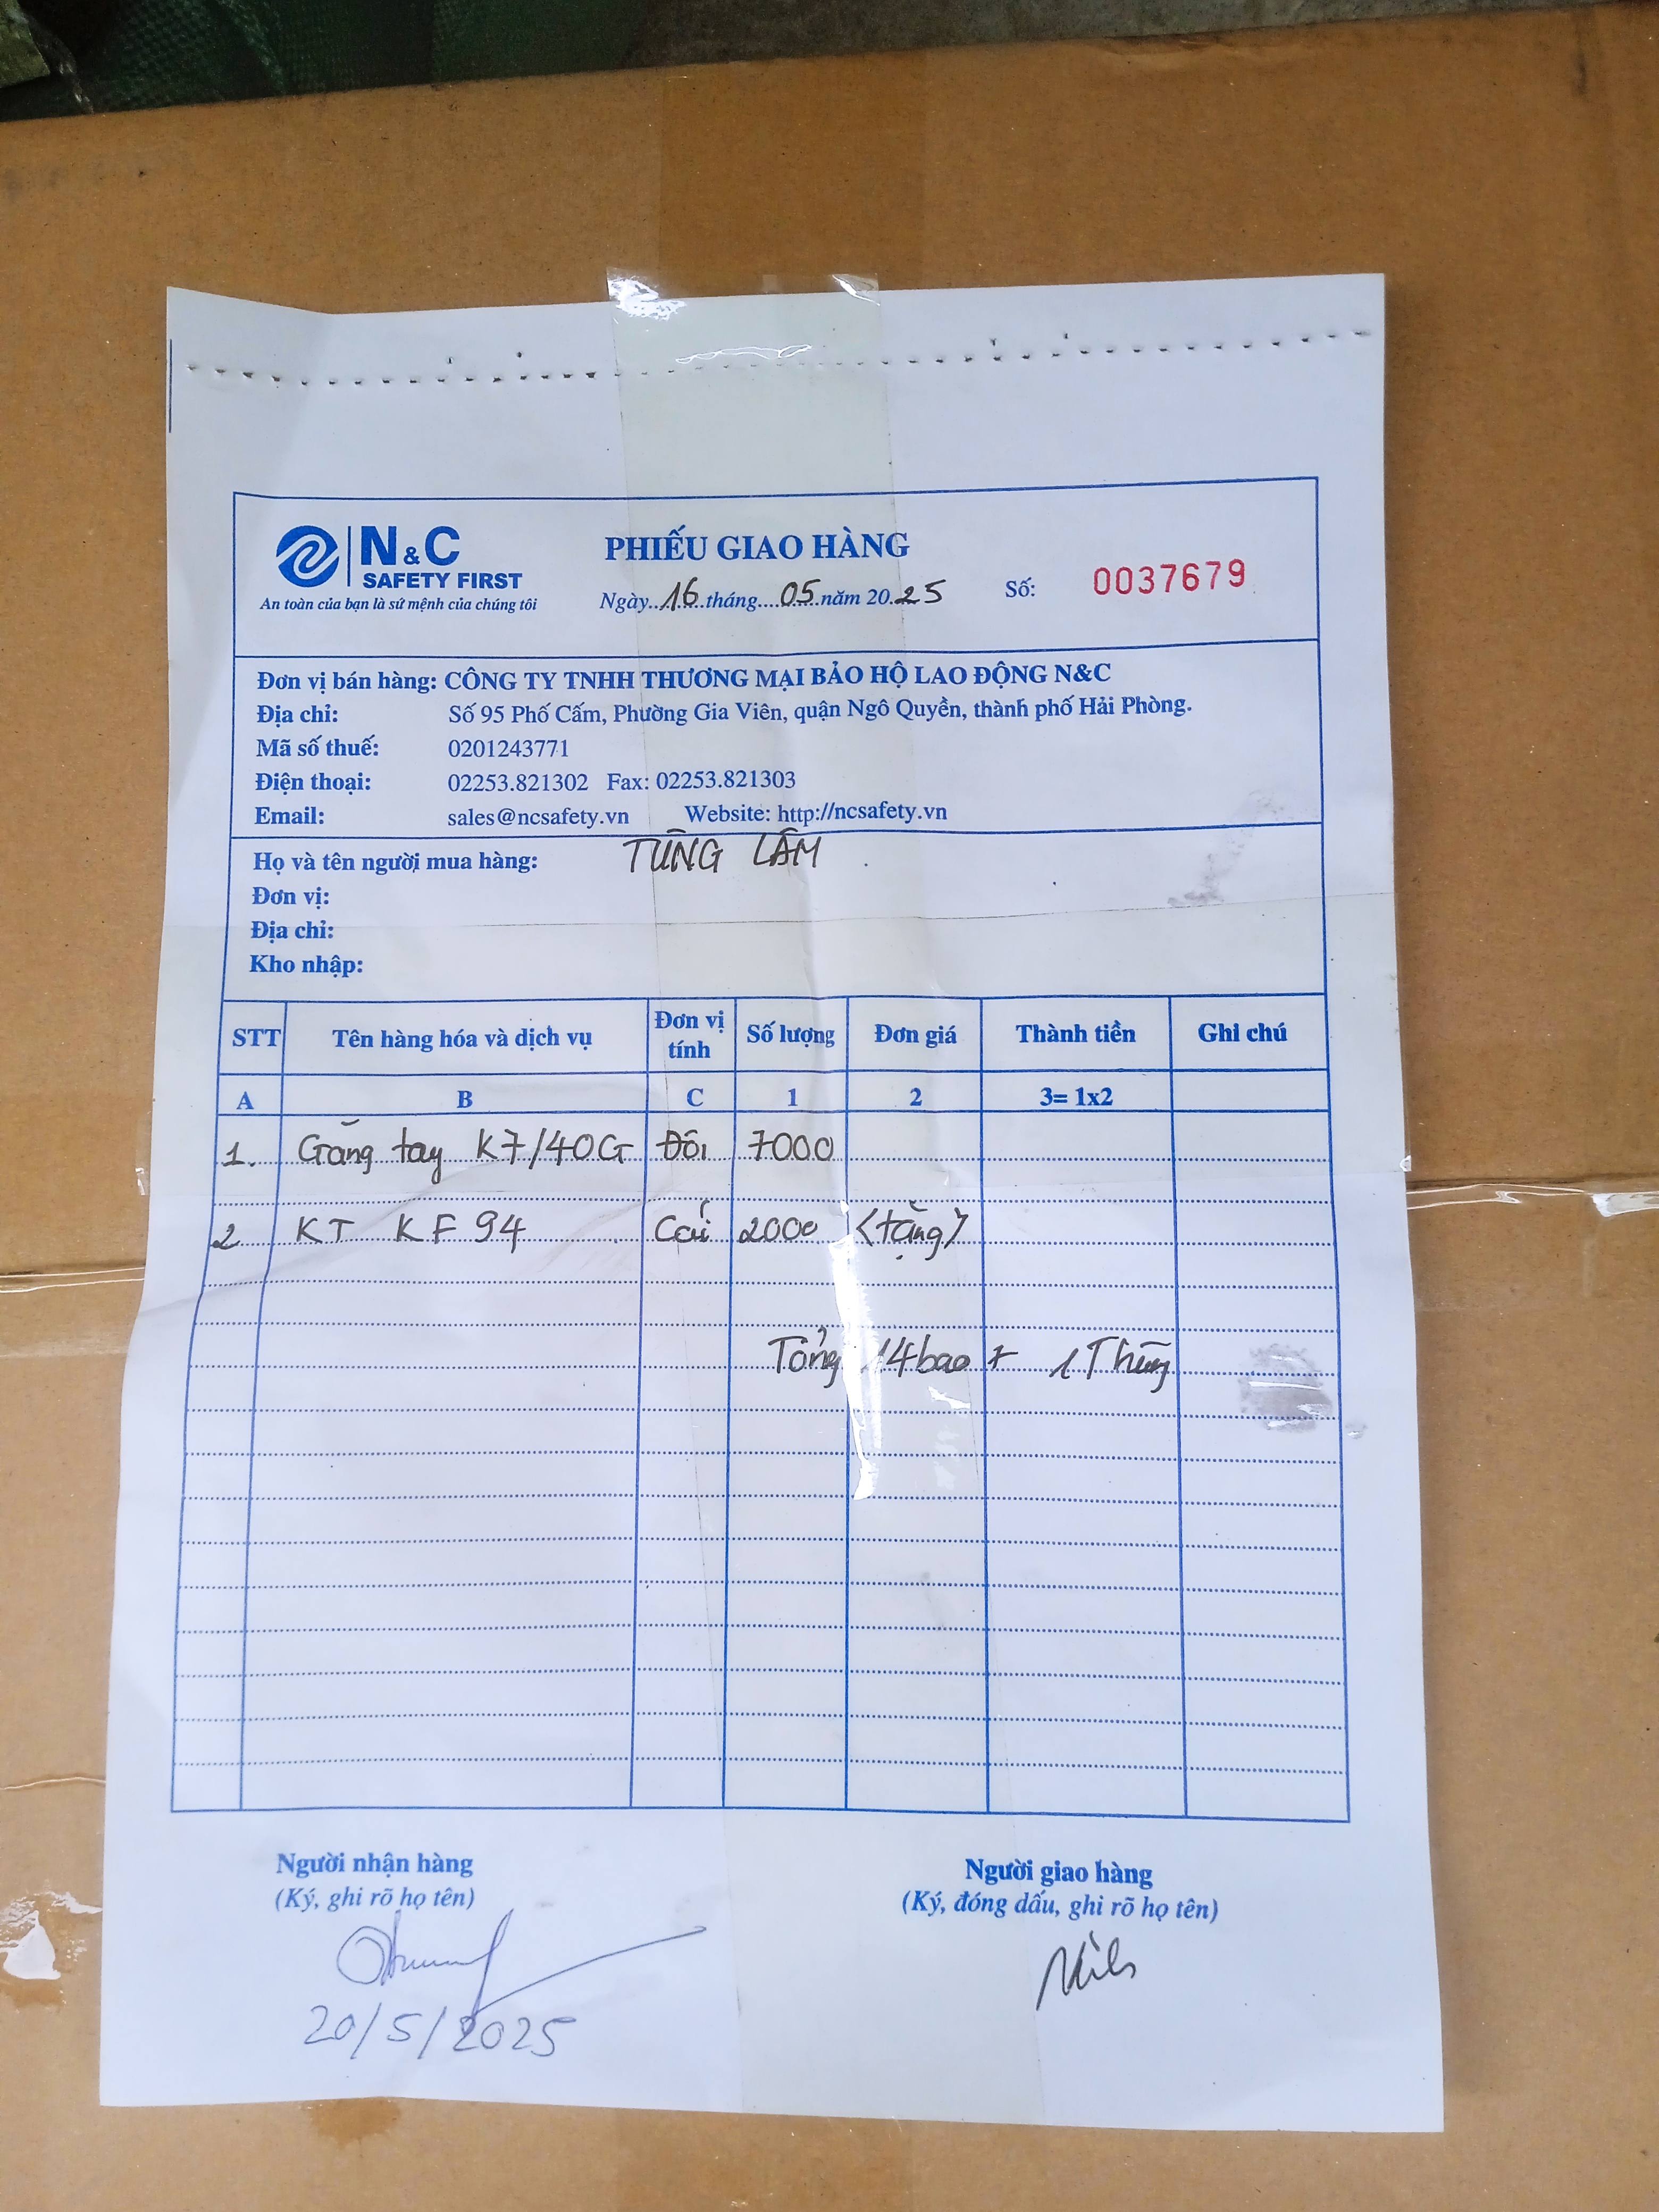 N&C
SAFETY FIRST
An toàn của bạn là sứ mệnh của chúng tôi
PHIẾU GIAO HÀNG
Ngày...16...tháng....05...năm 20.25
Số: 0037679
Đơn vị bán hàng: CÔNG TY TNHH THƯƠNG MẠI BẢO HỘ LAO ĐỘNG N&C
Địa chỉ: Số 95 Phố Cấm, Phường Gia Viên, quận Ngô Quyền, thành phố Hải Phòng.
Mã số thuế: 0201243771
Điện thoại: 02253.821302 Fax: 02253.821303
Email: sales@ncsafety.vn Website: http://ncsafety.vn
Họ và tên người mua hàng: TÙNG LÂM
Đơn vị:
Địa chỉ:
Kho nhập:
STT Tên hàng hóa và dịch vụ Đơn vị tính Số lượng Đơn giá Thành tiền Ghi chú
A B C 1 2 3= 1x2
1. Găng tay K7/40G Đôi 7000
2 KT KF94 Cái 2000 (tặng)
Tổng 14 bao + 1 Thùng
Người nhận hàng
(Ký, ghi rõ họ tên)
20/5/2025
Người giao hàng
(Ký, đóng dấu, ghi rõ họ tên)